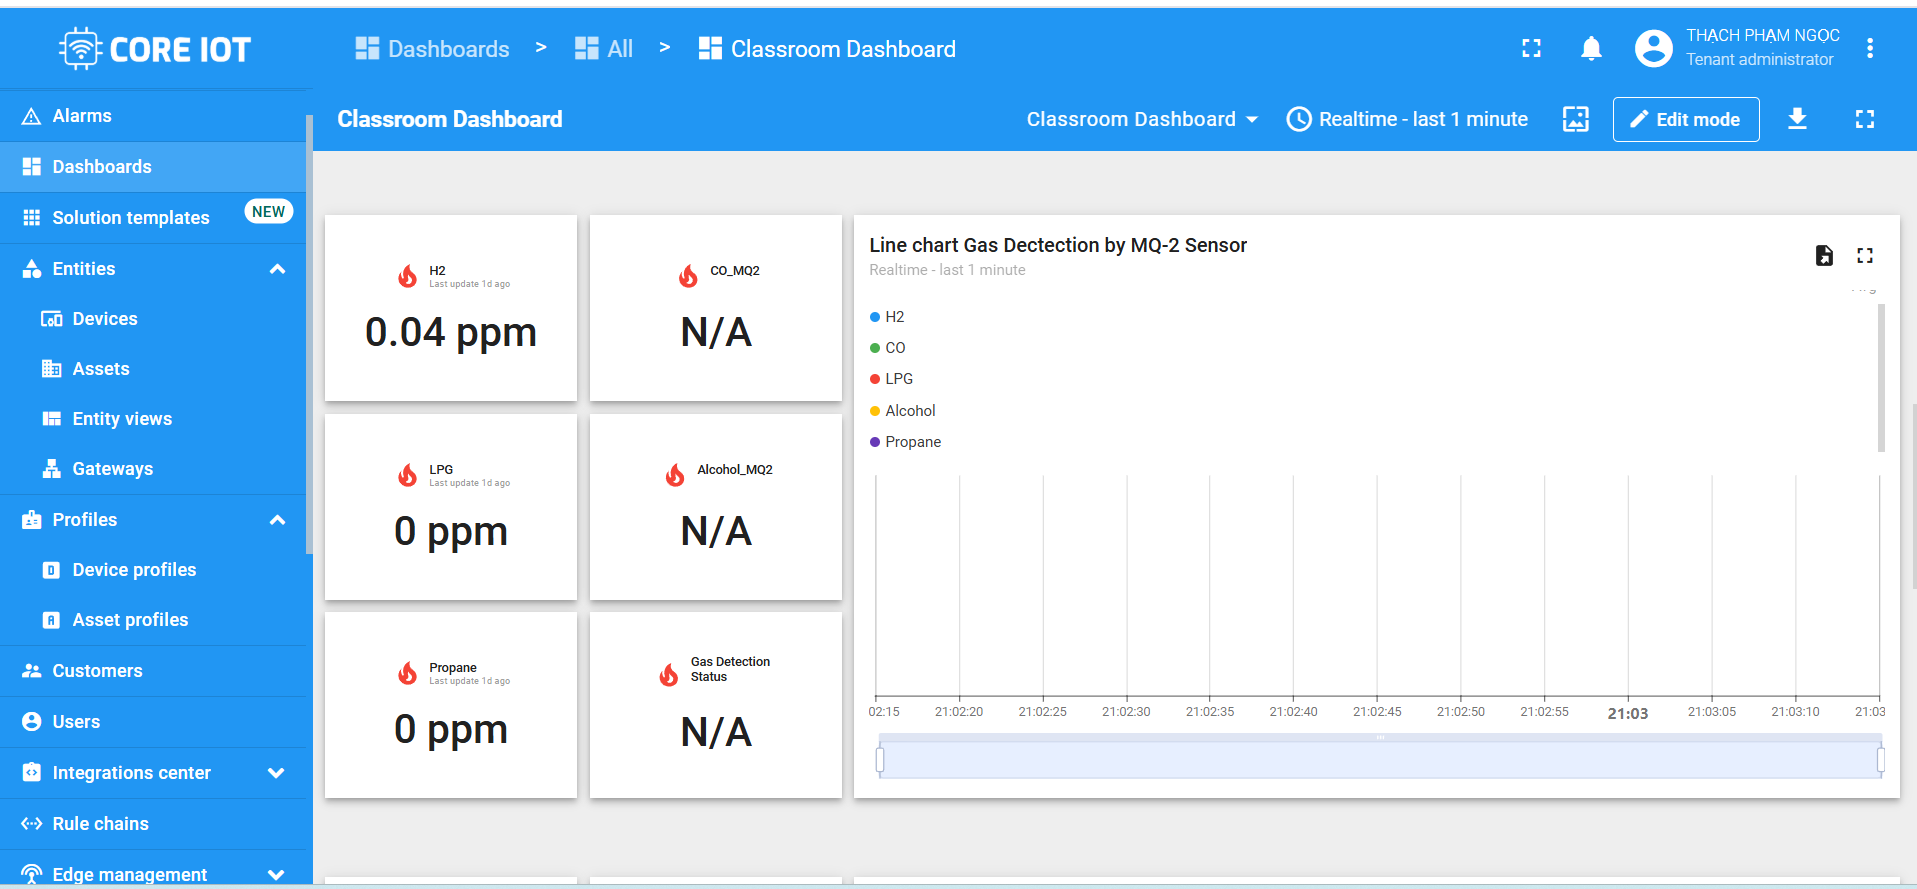 CORE IOT
Dashboards > All > Classroom Dashboard
THẠCH PHẠM NGỌC
Tenant administrator
Alarms
Dashboards
Solution templates NEW
Entities
Devices
Assets
Entity views
Gateways
Profiles
Device profiles
Asset profiles
Customers
Users
Integrations center
Rule chains
Edge management
Classroom Dashboard
Classroom Dashboard
Realtime - last 1 minute
Edit mode
H2
Last update 1d ago
0.04 ppm
CO_MQ2
N/A
LPG
Last update 1d ago
0 ppm
Alcohol_MQ2
N/A
Propane
Last update 1d ago
0 ppm
Gas Detection
Status
N/A
Line chart Gas Dectection by MQ-2 Sensor
Realtime - last 1 minute
H2
CO
LPG
Alcohol
Propane
02:15 21:02:20 21:02:25 21:02:30 21:02:35 21:02:40 21:02:45 21:02:50 21:02:55 21:03 21:03:05 21:03:10 21:03